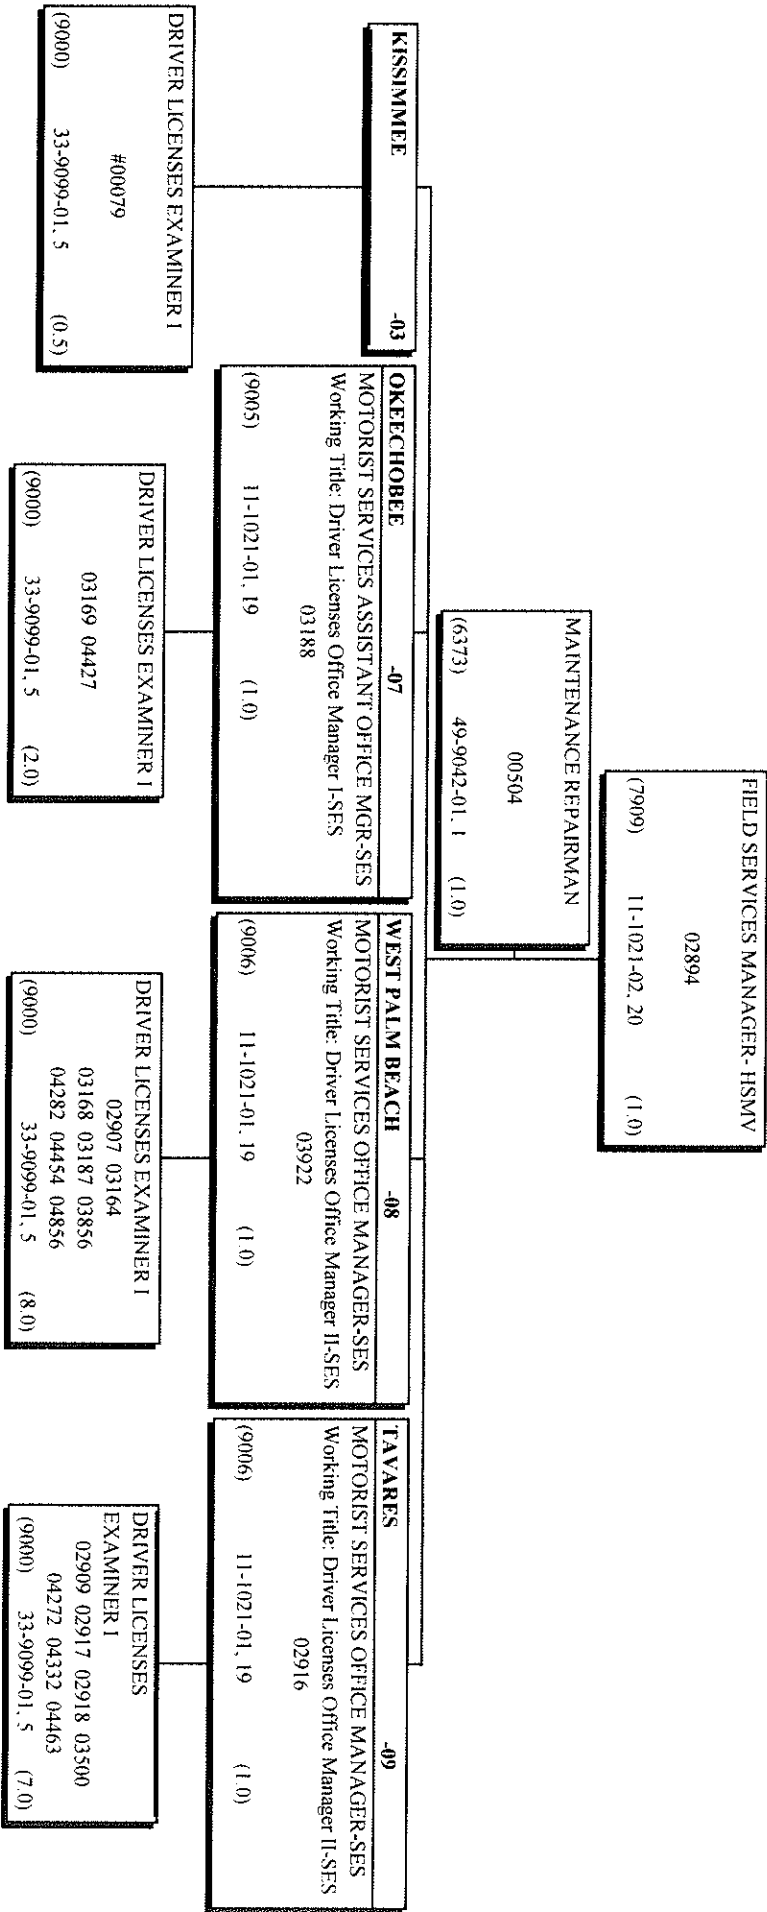 FIELD SERVICES MANAGER- HSMV
02894
(7909) 11-1021-02, 20 (1.0)
MAINTENANCE REPAIRMAN
00504
(6373) 49-9042-01. 1 (1.0)
KISSIMMEE -03
DRIVER LICENSES EXAMINER I
#00079
(9000) 33-9099-01. 5 (0.5)
OKEECHOBEE -07
MOTORIST SERVICES ASSISTANT OFFICE MGR-SES
Working Title: Driver Licenses Office Manager I-SES
03188
(9005) 11-1021-01, 19 (1.0)
DRIVER LICENSES EXAMINER I
03169 04427
(9000) 33-9099-01, 5 (2.0)
WEST PALM BEACH -08
MOTORIST SERVICES OFFICE MANAGER-SES
Working Title: Driver Licenses Office Manager II-SES
03922
(9006) 11-1021-01, 19 (1.0)
DRIVER LICENSES EXAMINER I
02907 03164
03168 03187 03856
04282 04454 04856
(9000) 33-9099-01, 5 (8.0)
TAVARES -09
MOTORIST SERVICES OFFICE MANAGER-SES
Working Title: Driver Licenses Office Manager II-SES
02916
(9006) 11-1021-01, 19 (1.0)
DRIVER LICENSES
EXAMINER I
02909 02917 02918 03500
04272 04332 04463
(9000) 33-9099-01. 5 (7.0)